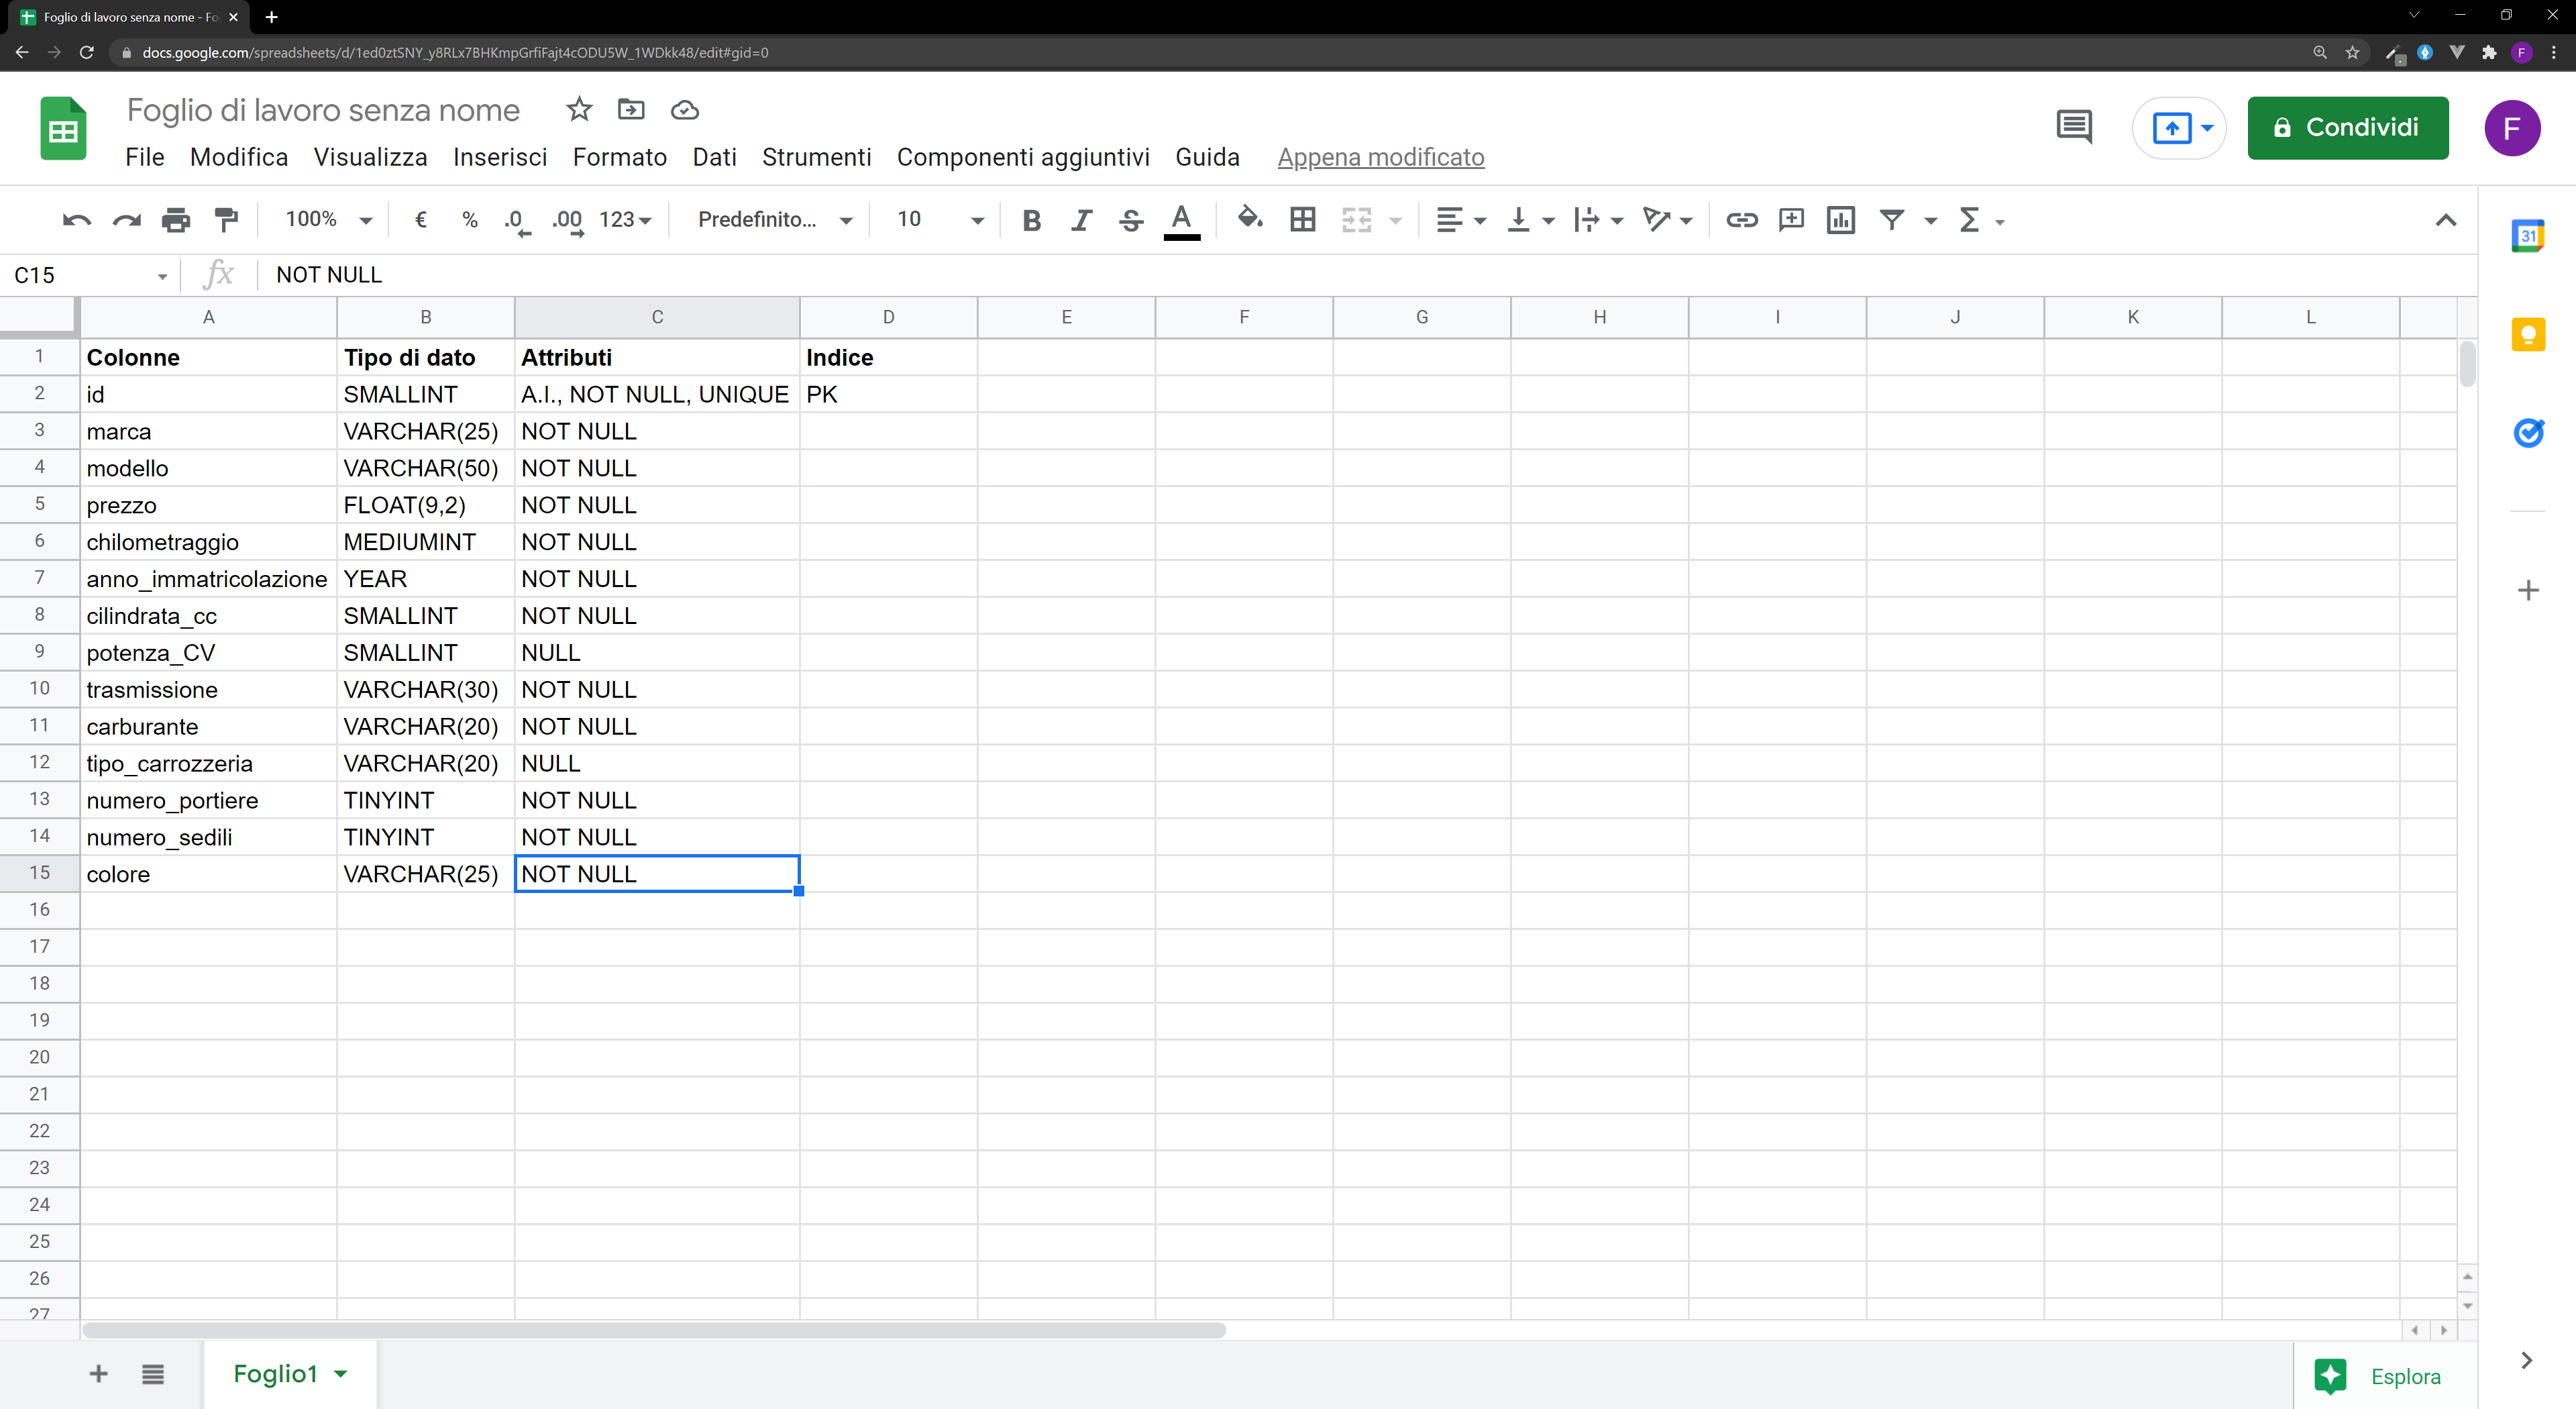 Foglio di lavoro senza nome - Fo
docs.google.com/spreadsheets/d/1ed0ztSNY_y8RLx7BHKmpGrfiFajt4cODU5W_1WDkk48/edit#gid=0
F
Foglio di lavoro senza nome
Condividi
F
File Modifica Visualizza Inserisci Formato Dati Strumenti Componenti aggiuntivi Guida Appena modificato
100% € % .0 .00 123 Predefinito... 10 B I S A Σ
31
C15 fx NOT NULL
A B C D E F G H I J K L
1 Colonne Tipo di dato Attributi Indice
2 id SMALLINT A.I., NOT NULL, UNIQUE PK
3 marca VARCHAR(25) NOT NULL
4 modello VARCHAR(50) NOT NULL
5 prezzo FLOAT(9,2) NOT NULL
6 chilometraggio MEDIUMINT NOT NULL
7 anno_immatricolazione YEAR NOT NULL
8 cilindrata_cc SMALLINT NOT NULL
9 potenza_CV SMALLINT NULL
10 trasmissione VARCHAR(30) NOT NULL
11 carburante VARCHAR(20) NOT NULL
12 tipo_carrozzeria VARCHAR(20) NULL
13 numero_portiere TINYINT NOT NULL
14 numero_sedili TINYINT NOT NULL
15 colore VARCHAR(25) NOT NULL
16
17
18
19
20
21
22
23
24
25
26
27
Foglio1
Esplora